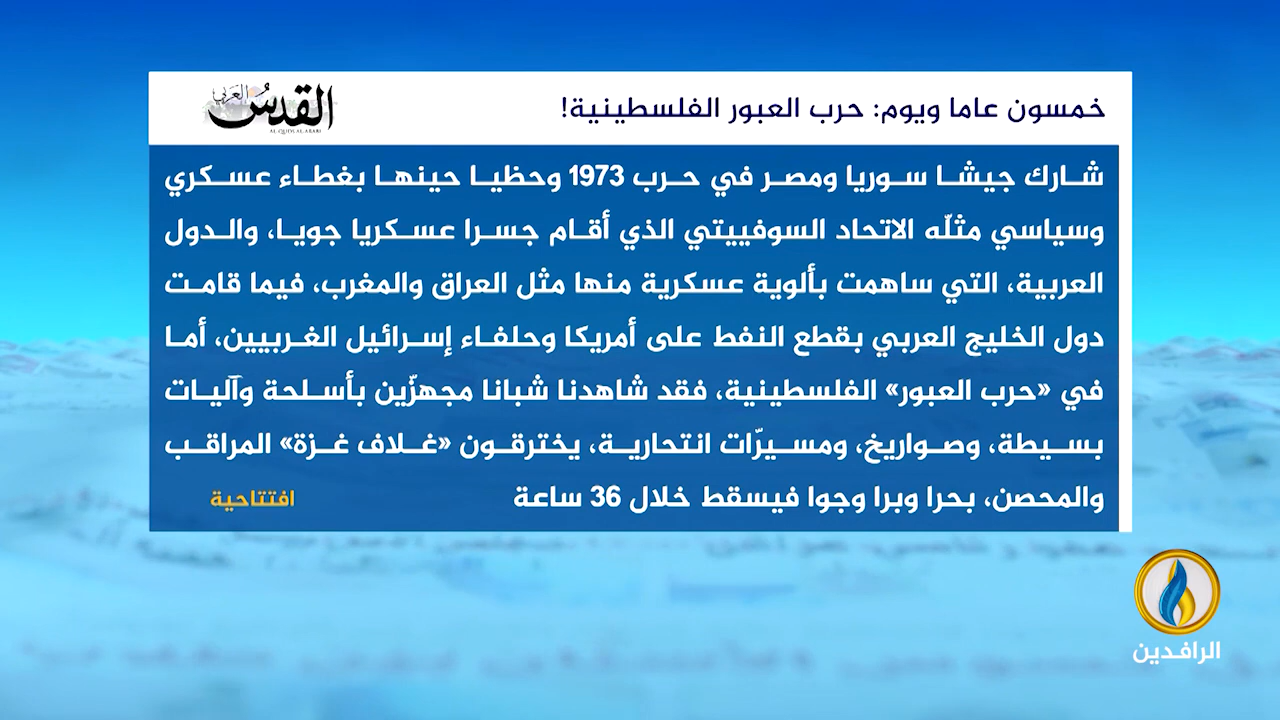 خمسون عاما ويوم: حرب العبور الفلسطينية!
القدس العربي
AL-QUDS AL-ARABI
شارك جيشا سوريا ومصر في حرب 1973 وحظيا حينها بغطاء عسكري
وسياسي مثلّه الاتحاد السوفييتي الذي أقام جسرا عسكريا جويا، والدول
العربية، التي ساهمت بألوية عسكرية منها مثل العراق والمغرب، فيما قامت
دول الخليج العربي بقطع النفط على أمريكا وحلفاء إسرائيل الغربيين، أما
في «حرب العبور» الفلسطينية، فقد شاهدنا شبانا مجهزّين بأسلحة وآليات
بسيطة، وصواريخ، ومسيرّات انتحارية، يخترقون «غلاف غزة» المراقب
والمحصن، بحرا وبرا وجوا فيسقط خلال 36 ساعة
افتتاحية
الرافدين